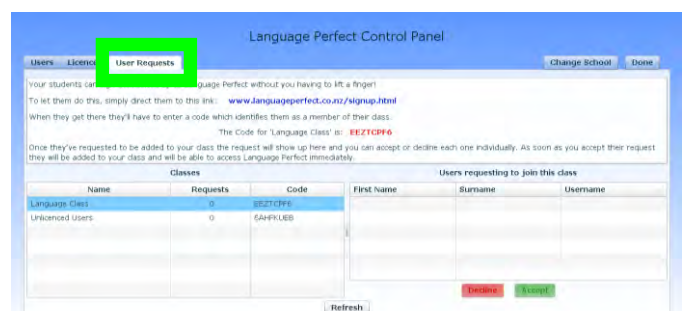 Language Perfect Control Panel
Users Licences User Requests Change School Done
Your students can Language Perfect without you having to lift a finger!
To let them do this, simply direct them to this link: www.languageperfect.co.nz/signup.html
When they get there they'll have to enter a code which identifies them as a member of their class.
The Code for 'Language Class' is: EEZTCPF6
Once they've requested to be added to your class the request will show up here and you can accept or decline each one individually. As soon as you accept their request
they will be added to your class and will be able to access Language Perfect immediately.
Classes Users requesting to join this class
Name Requests Code First Name Surname Username
Language Class 0 EEZTCPF6
Unlicenced Users 0 6AHFKUEB
Decline Accept
Refresh